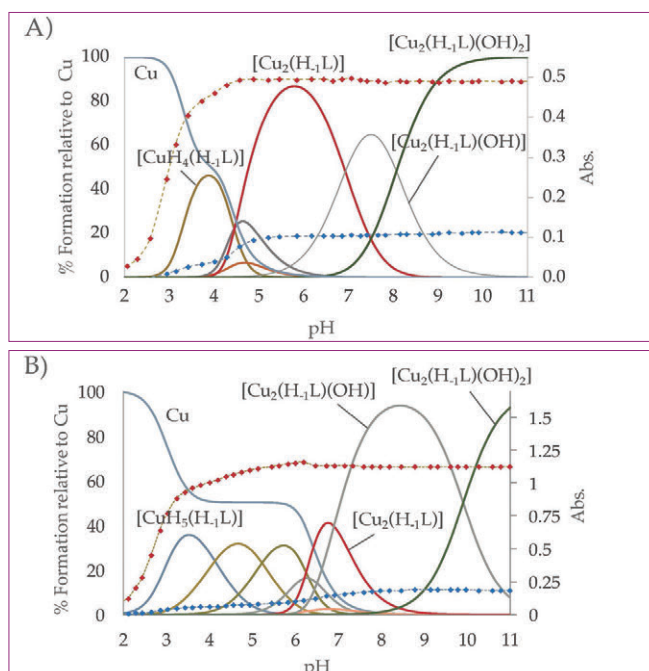 A)
[Cu₂(H₋₁L)(OH)₂]
100
Cu
[Cu₂(H₋₁L)]
0.5
80
[Cu₂(H₋₁L)(OH)]
0.4
60
[CuH₄(H₋₁L)]
0.3
40
0.2
20
0.1
0
0.0
% Formation relative to Cu
Abs.
2 3 4 5 6 7 8 9 10 11
pH
B)
[Cu₂(H₋₁L)(OH)] [Cu₂(H₋₁L)(OH)₂]
100
Cu
1.5
80
1.25
60
1
[CuH₅(H₋₁L)]
[Cu₂(H₋₁L)]
0.75
40
0.5
20
0.25
0
0
% Formation relative to Cu
Abs.
2 3 4 5 6 7 8 9 10 11
pH